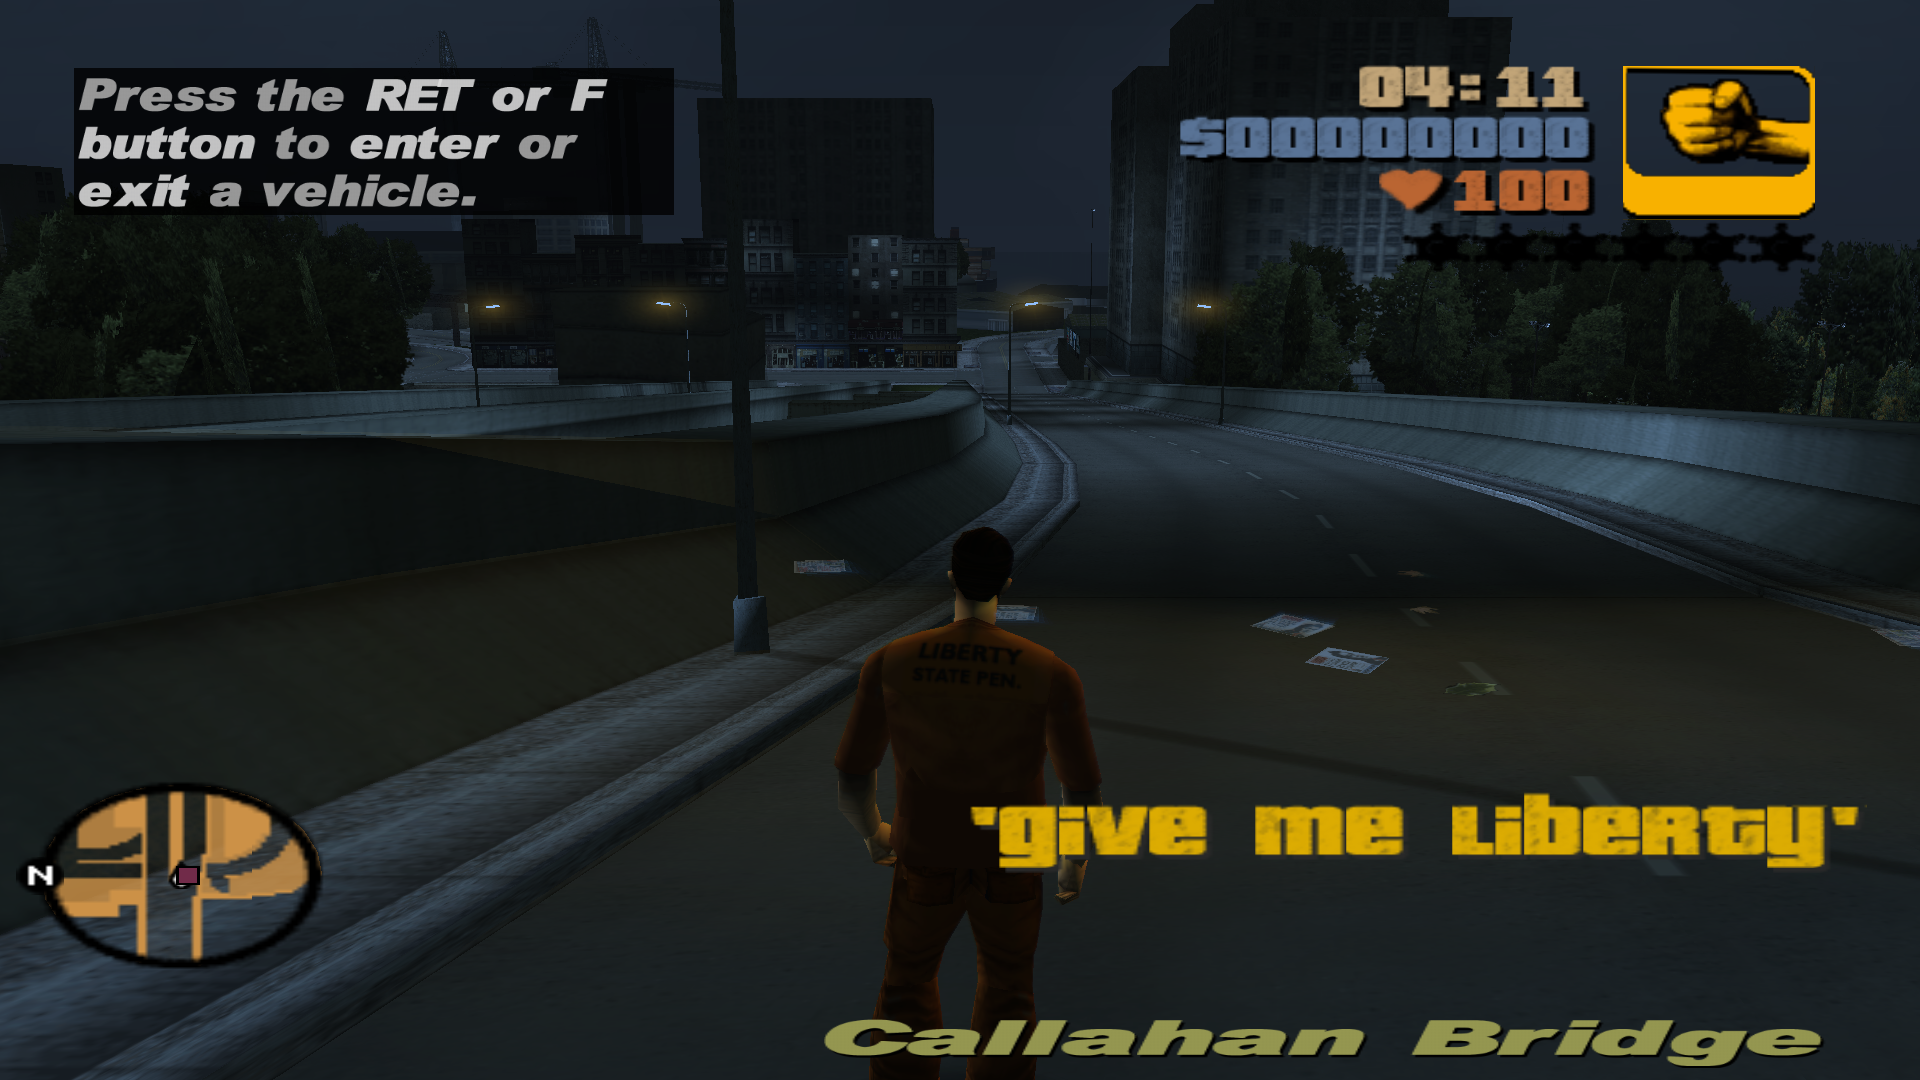 Press the RET or F
button to enter or
exit a vehicle.
04:11
$00000000
100
LIBERTY
STATE PEN.
'give me Liberty'
N
Callahan Bridge